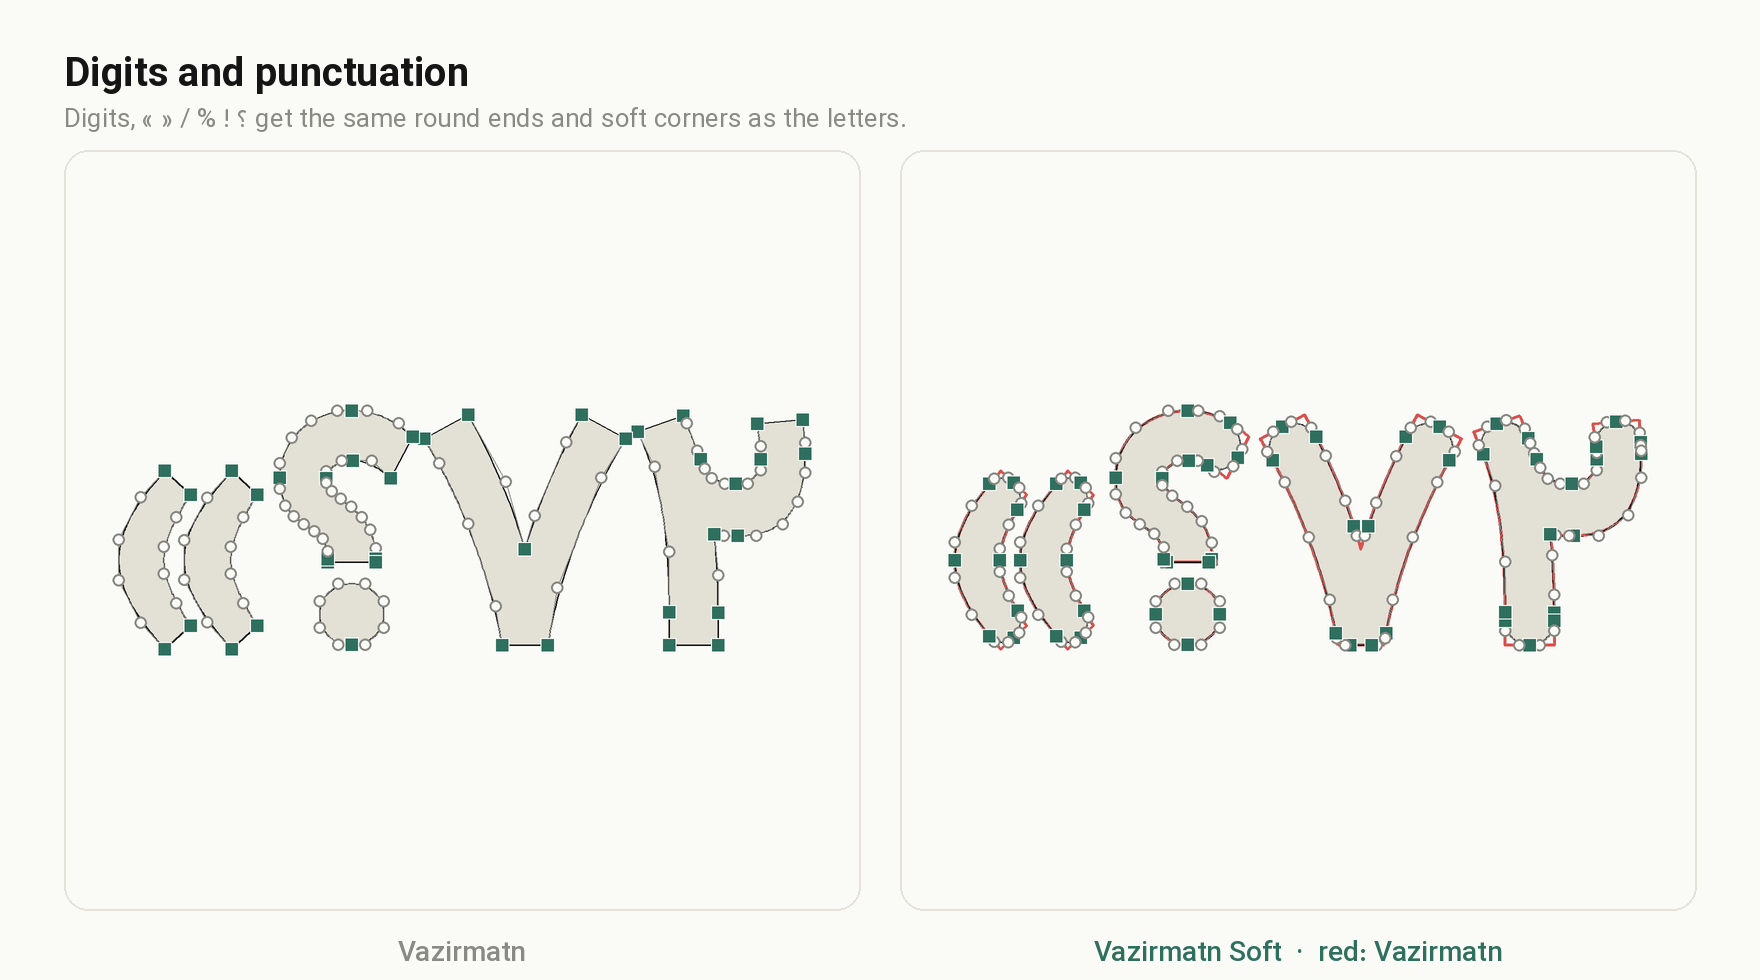 Digits and punctuation
Digits, « » / % ! ؟ get the same round ends and soft corners as the letters.
۷۲؟»
۷۲؟»
Vazirmatn
Vazirmatn Soft · red: Vazirmatn